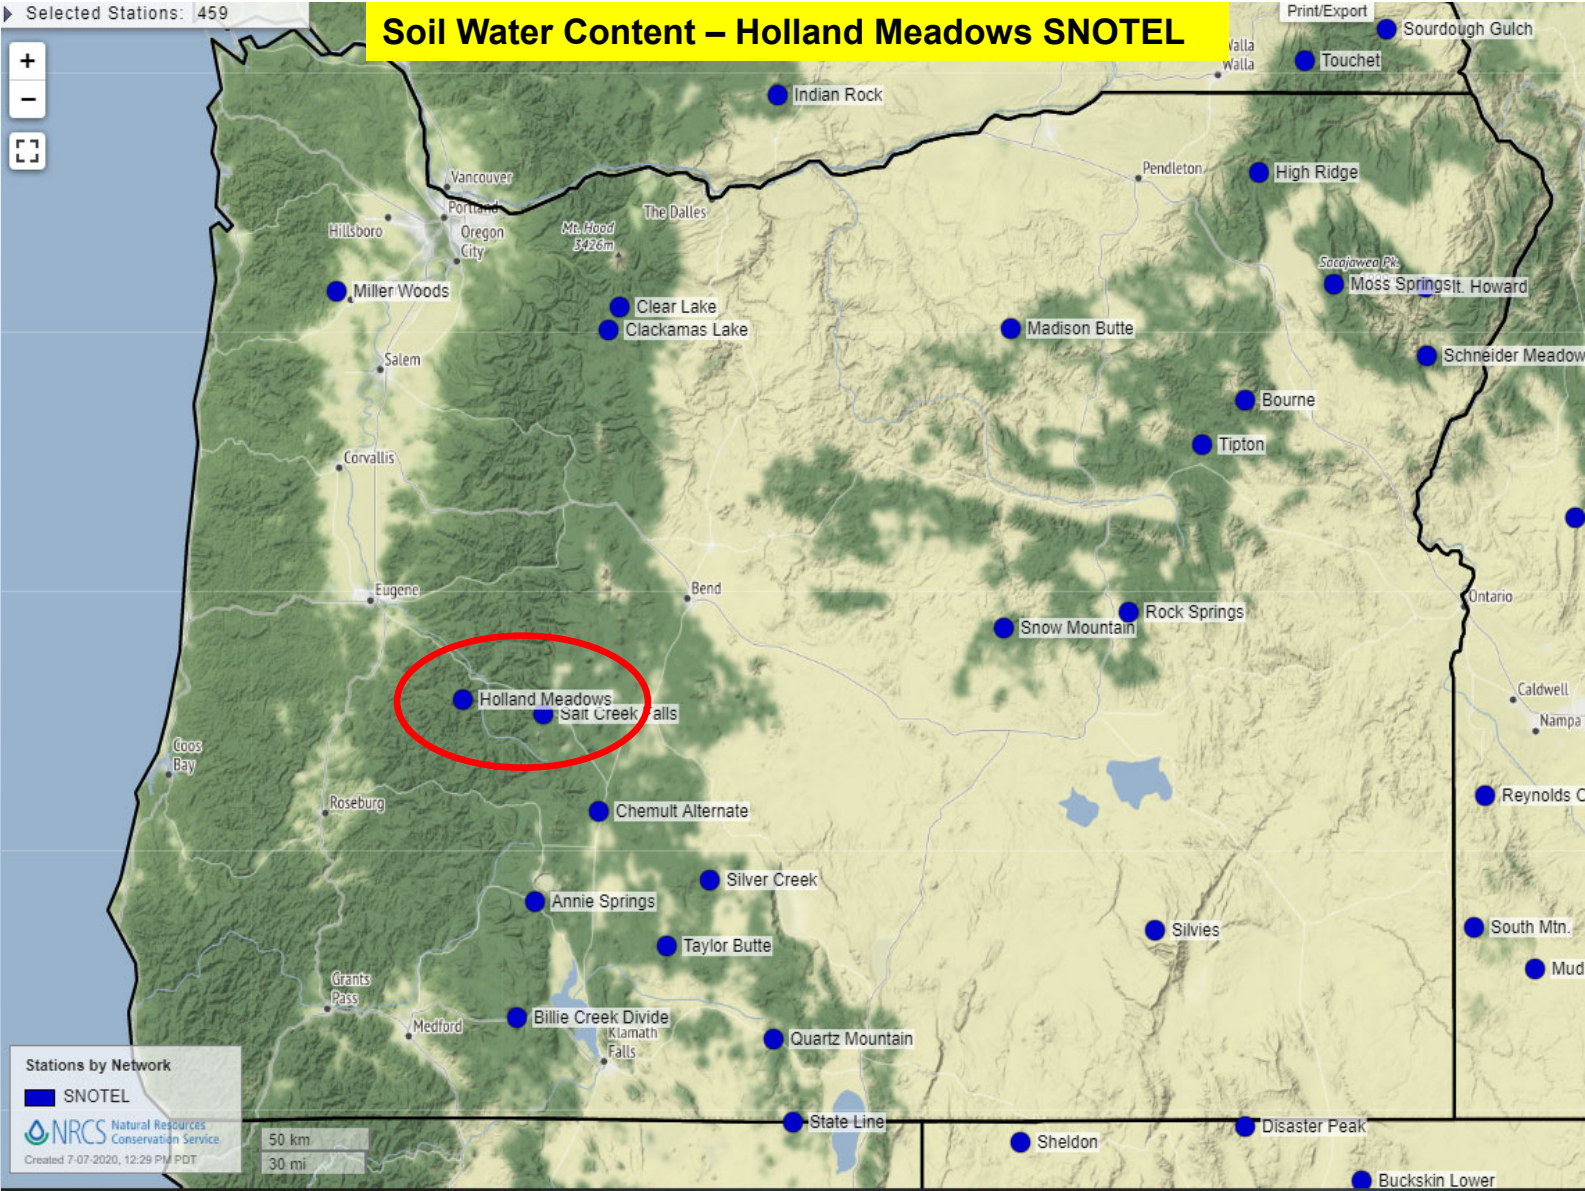 Selected Stations: 459
Soil Water Content – Holland Meadows SNOTEL
Print/Export
+
−
Sourdough Gulch
Walla
Walla
Touchet
Indian Rock
Pendleton
High Ridge
Vancouver
Portland
The Dalles
Hillsboro
Oregon
City
Mt. Hood
3426m
Sacajawea Pk.
Miller Woods
Moss Springs
Mt. Howard
Clear Lake
Clackamas Lake
Madison Butte
Salem
Schneider Meadow
Bourne
Tipton
Corvallis
Eugene
Bend
Ontario
Rock Springs
Snow Mountain
Holland Meadows
Salt Creek Falls
Caldwell
Nampa
Coos
Bay
Roseburg
Chemult Alternate
Reynolds C
Silver Creek
Annie Springs
Silvies
South Mtn.
Taylor Butte
Mud
Grants
Pass
Medford
Billie Creek Divide
Klamath
Falls
Quartz Mountain
Stations by Network
SNOTEL
NRCS Natural Resources
Conservation Service
Created 7-07-2020, 12:29 PM PDT
50 km
30 mi
State Line
Sheldon
Disaster Peak
Buckskin Lower